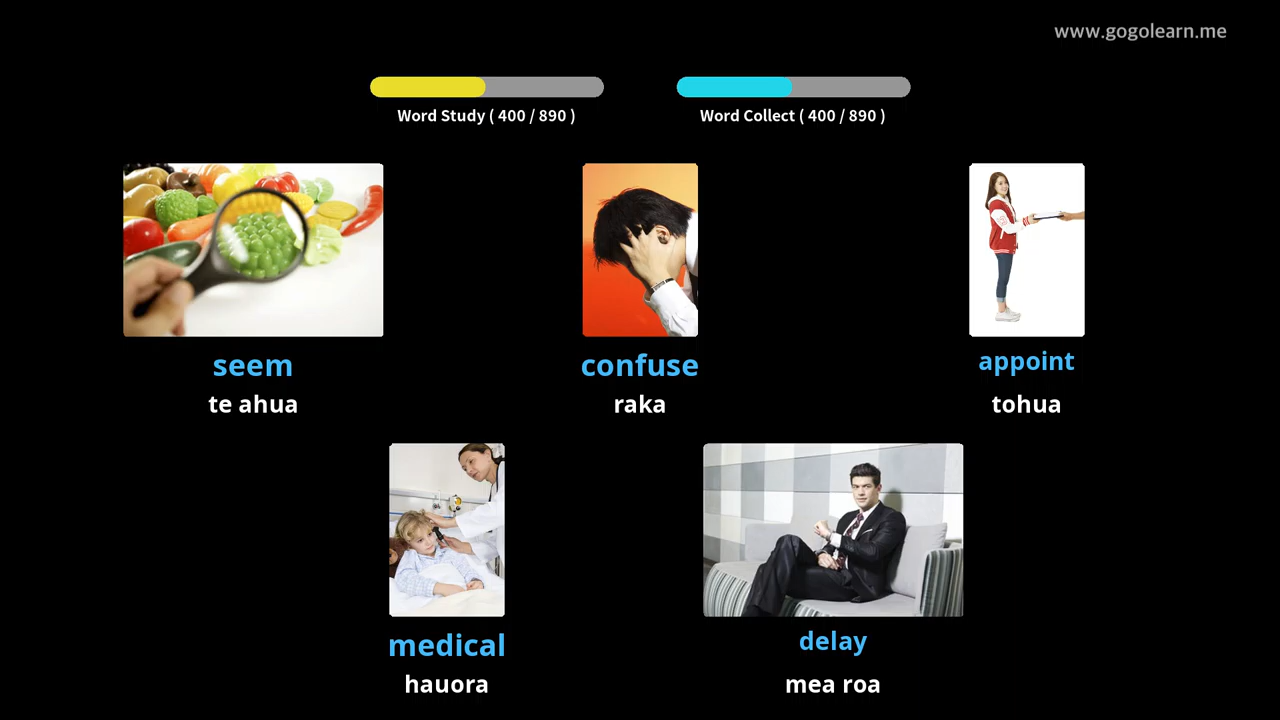 www.gogolearn.me
Word Study ( 400 / 890 )
Word Collect ( 400 / 890 )
seem
te ahua
confuse
raka
appoint
tohua
medical
hauora
delay
mea roa